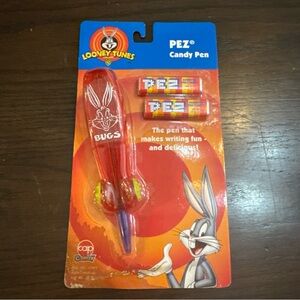 LOONEY TUNES
PEZ®
Candy Pen
PEZ
PEZ
BUGS
The pen that
makes writing fun -
and delicious!
cap
Candy